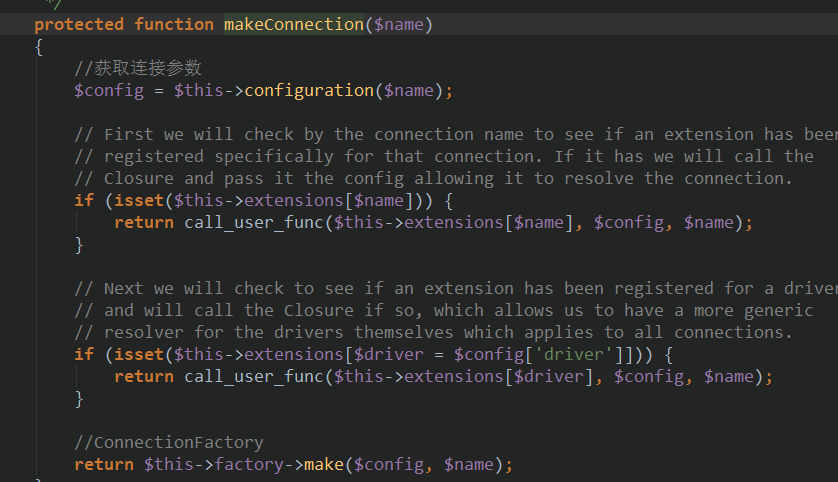 */
protected function makeConnection($name)
{
//获取连接参数
$config = $this->configuration($name);
// First we will check by the connection name to see if an extension has been
// registered specifically for that connection. If it has we will call the
// Closure and pass it the config allowing it to resolve the connection.
if (isset($this->extensions[$name])) {
return call_user_func($this->extensions[$name], $config, $name);
}
// Next we will check to see if an extension has been registered for a driver
// and will call the Closure if so, which allows us to have a more generic
// resolver for the drivers themselves which applies to all connections.
if (isset($this->extensions[$driver = $config['driver']])) {
return call_user_func($this->extensions[$driver], $config, $name);
}
//ConnectionFactory
return $this->factory->make($config, $name);